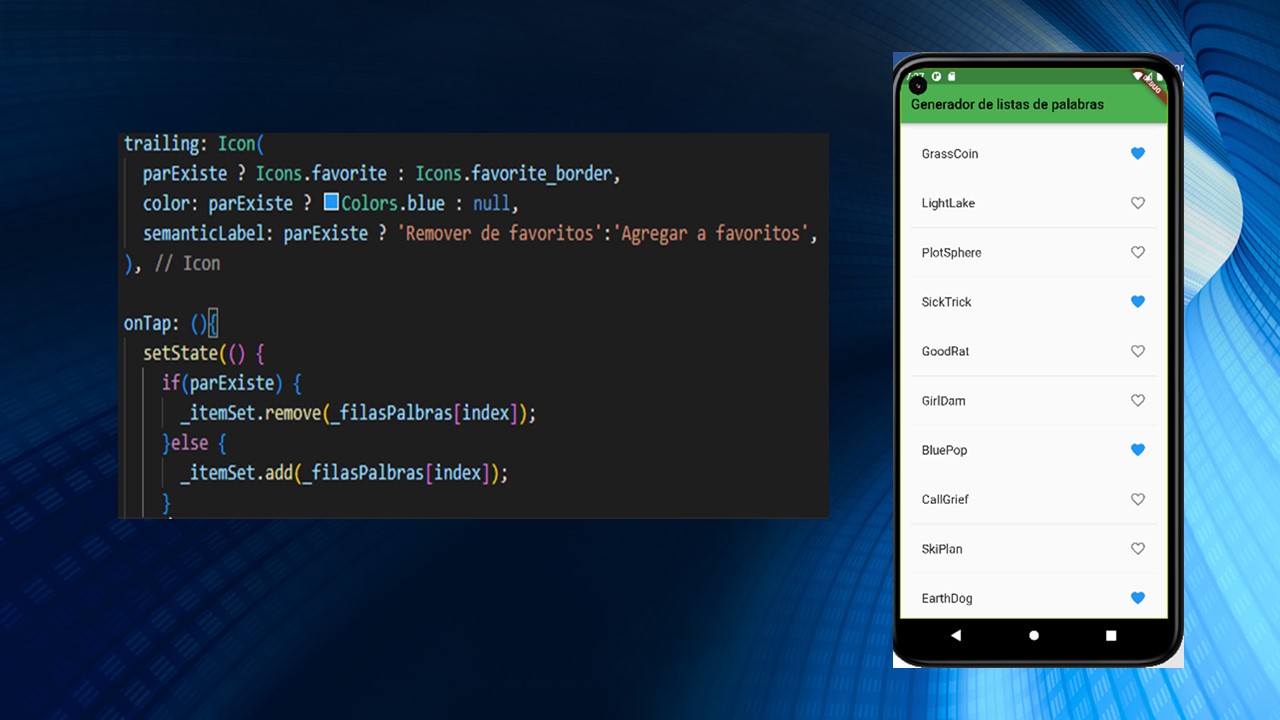 trailing: Icon(
parExiste ? Icons.favorite : Icons.favorite_border,
color: parExiste ? Colors.blue : null,
semanticLabel: parExiste ? 'Remover de favoritos':'Agregar a favoritos',
), // Icon
onTap: (){
setState(() {
if(parExiste) {
_itemSet.remove(_filasPalbras[index]);
}else {
_itemSet.add(_filasPalbras[index]);
}
Generador de listas de palabras
GrassCoin
LightLake
PlotSphere
SickTrick
GoodRat
GirlDam
BluePop
CallGrief
SkiPlan
EarthDog